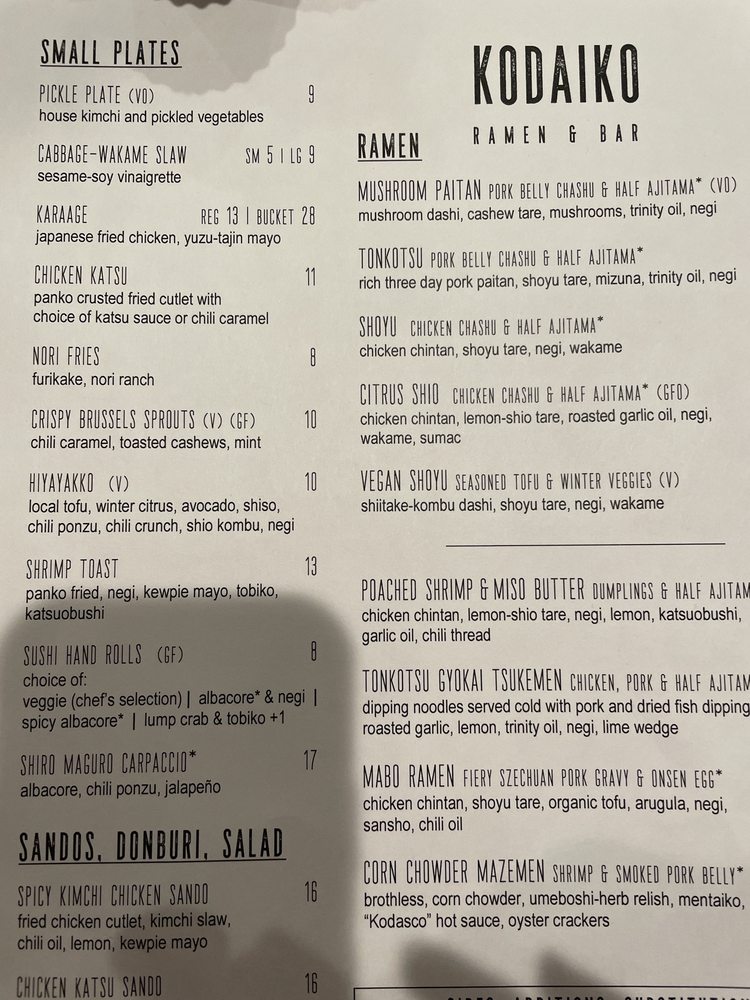 SMALL PLATES
PICKLE PLATE (VO) 9
house kimchi and pickled vegetables
CABBAGE-WAKAME SLAW SM 5 | LG 9
sesame-soy vinaigrette
KARAAGE REG 13 | BUCKET 28
japanese fried chicken, yuzu-tajin mayo
CHICKEN KATSU 11
panko crusted fried cutlet with
choice of katsu sauce or chili caramel
NORI FRIES 8
furikake, nori ranch
CRISPY BRUSSELS SPROUTS (V) (GF) 10
chili caramel, toasted cashews, mint
HIYAYAKKO (V) 10
local tofu, winter citrus, avocado, shiso,
chili ponzu, chili crunch, shio kombu, negi
SHRIMP TOAST 13
panko fried, negi, kewpie mayo, tobiko,
katsuobushi
SUSHI HAND ROLLS (GF) 8
choice of:
veggie (chef's selection) | albacore* & negi |
spicy albacore* | lump crab & tobiko +1
SHIRO MAGURO CARPACCIO* 17
albacore, chili ponzu, jalapeño
SANDOS, DONBURI, SALAD
SPICY KIMCHI CHICKEN SANDO 16
fried chicken cutlet, kimchi slaw,
chili oil, lemon, kewpie mayo
CHICKEN KATSU SANDO 16
KODAIKO
RAMEN & BAR
RAMEN
MUSHROOM PAITAN PORK BELLY CHASHU & HALF AJITAMA* (VO)
mushroom dashi, cashew tare, mushrooms, trinity oil, negi
TONKOTSU PORK BELLY CHASHU & HALF AJITAMA*
rich three day pork paitan, shoyu tare, mizuna, trinity oil, negi
SHOYU CHICKEN CHASHU & HALF AJITAMA*
chicken chintan, shoyu tare, negi, wakame
CITRUS SHIO CHICKEN CHASHU & HALF AJITAMA* (GFO)
chicken chintan, lemon-shio tare, roasted garlic oil, negi,
wakame, sumac
VEGAN SHOYU SEASONED TOFU & WINTER VEGGIES (V)
shiitake-kombu dashi, shoyu tare, negi, wakame
POACHED SHRIMP & MISO BUTTER DUMPLINGS & HALF AJITAM
chicken chintan, lemon-shio tare, negi, lemon, katsuobushi,
garlic oil, chili thread
TONKOTSU GYOKAI TSUKEMEN CHICKEN, PORK & HALF AJITAM
dipping noodles served cold with pork and dried fish dipping
roasted garlic, lemon, trinity oil, negi, lime wedge
MABO RAMEN FIERY SZECHUAN PORK GRAVY & ONSEN EGG*
chicken chintan, shoyu tare, organic tofu, arugula, negi,
sansho, chili oil
CORN CHOWDER MAZEMEN SHRIMP & SMOKED PORK BELLY*
brothless, corn chowder, umeboshi-herb relish, mentaiko,
"Kodasco" hot sauce, oyster crackers